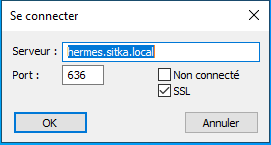 Se connecter
Serveur : hermes.sitka.local
Port : 636 Non connecté
SSL
OK Annuler